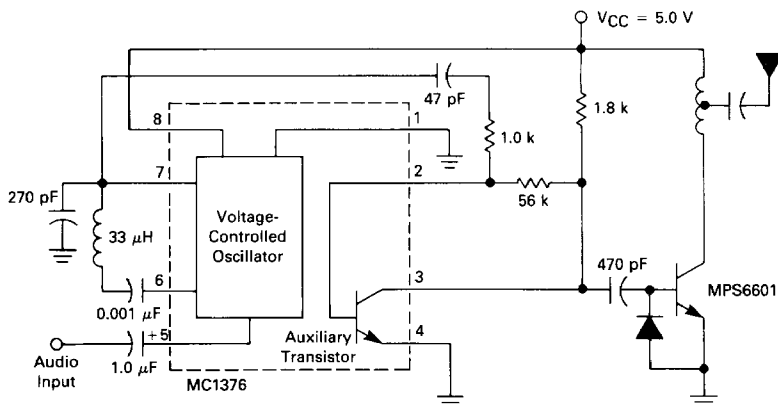 VCC = 5.0 V
47 pF
8
1
1.8 k
1.0 k
7
2
270 pF
56 k
33 μH
Voltage-
Controlled
Oscillator
470 pF
6
3
MPS6601
0.001 μF
+5
4
Audio
Input
1.0 μF
Auxiliary
Transistor
MC1376